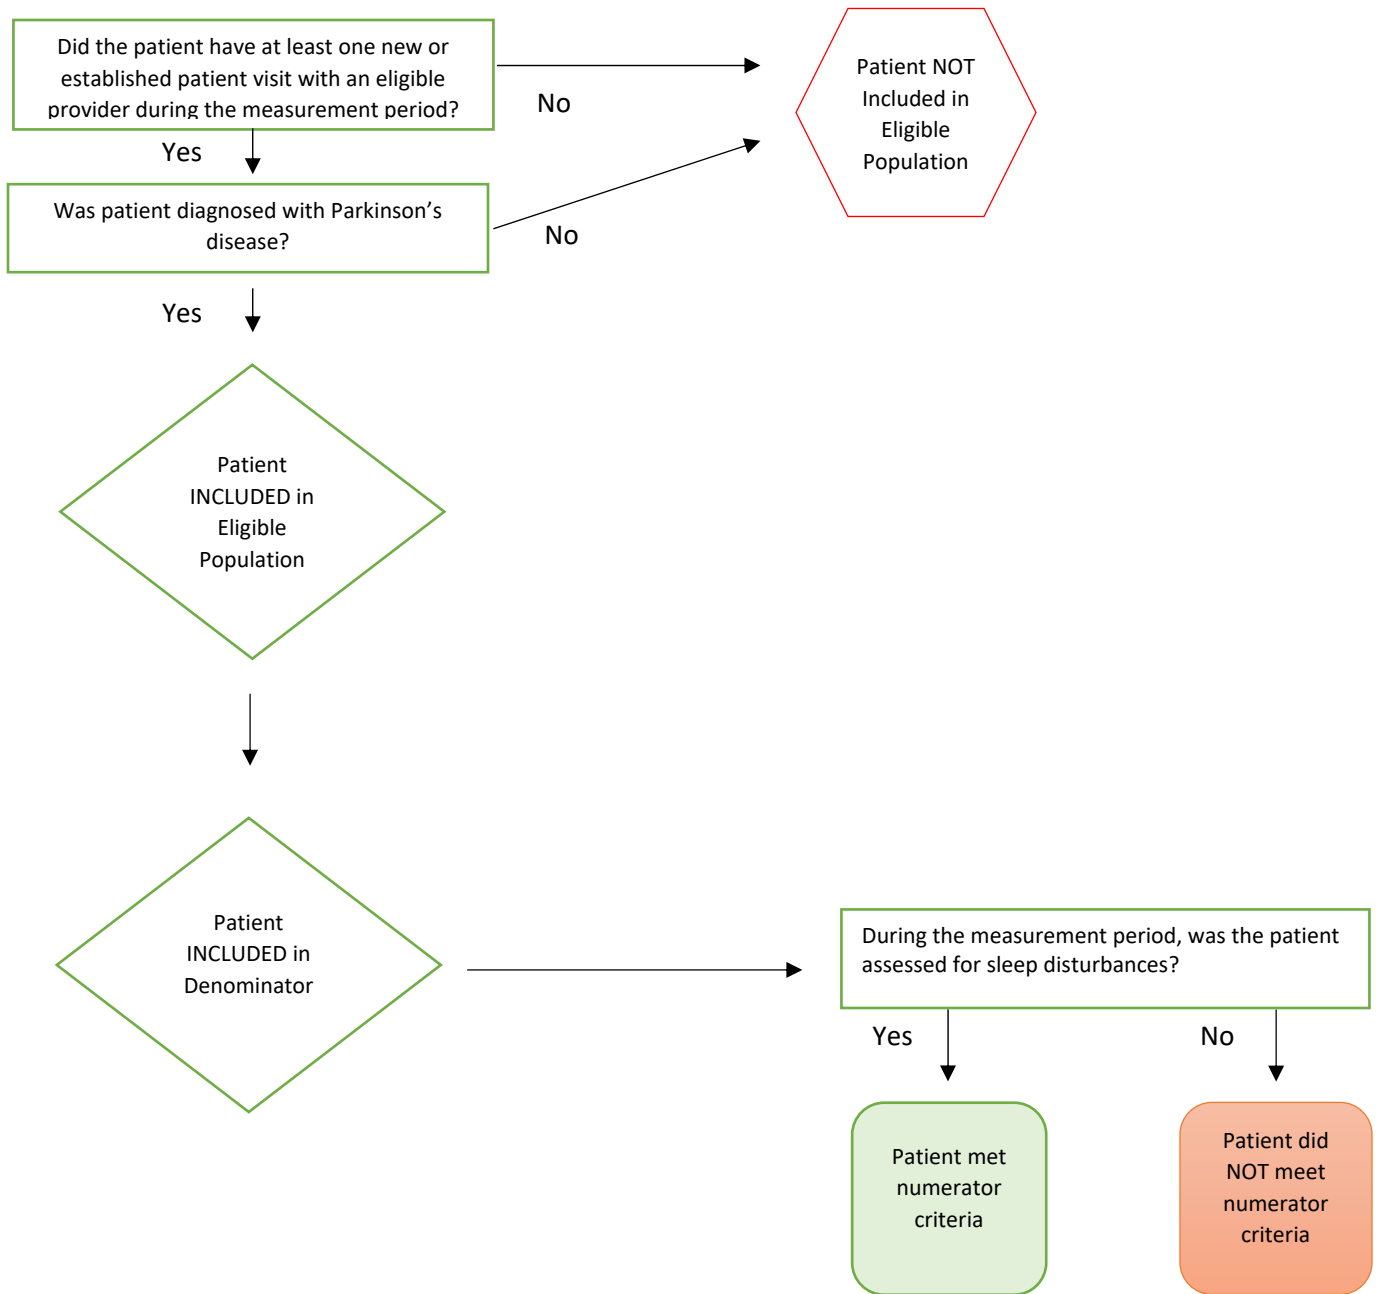 Did the patient have at least one new or
established patient visit with an eligible
provider during the measurement period?
No
Patient NOT
Included in
Eligible
Population
Yes
Was patient diagnosed with Parkinson’s
disease?
No
Yes
Patient
INCLUDED in
Eligible
Population
Patient
INCLUDED in
Denominator
During the measurement period, was the patient
assessed for sleep disturbances?
Yes
No
Patient met
numerator
criteria
Patient did
NOT meet
numerator
criteria